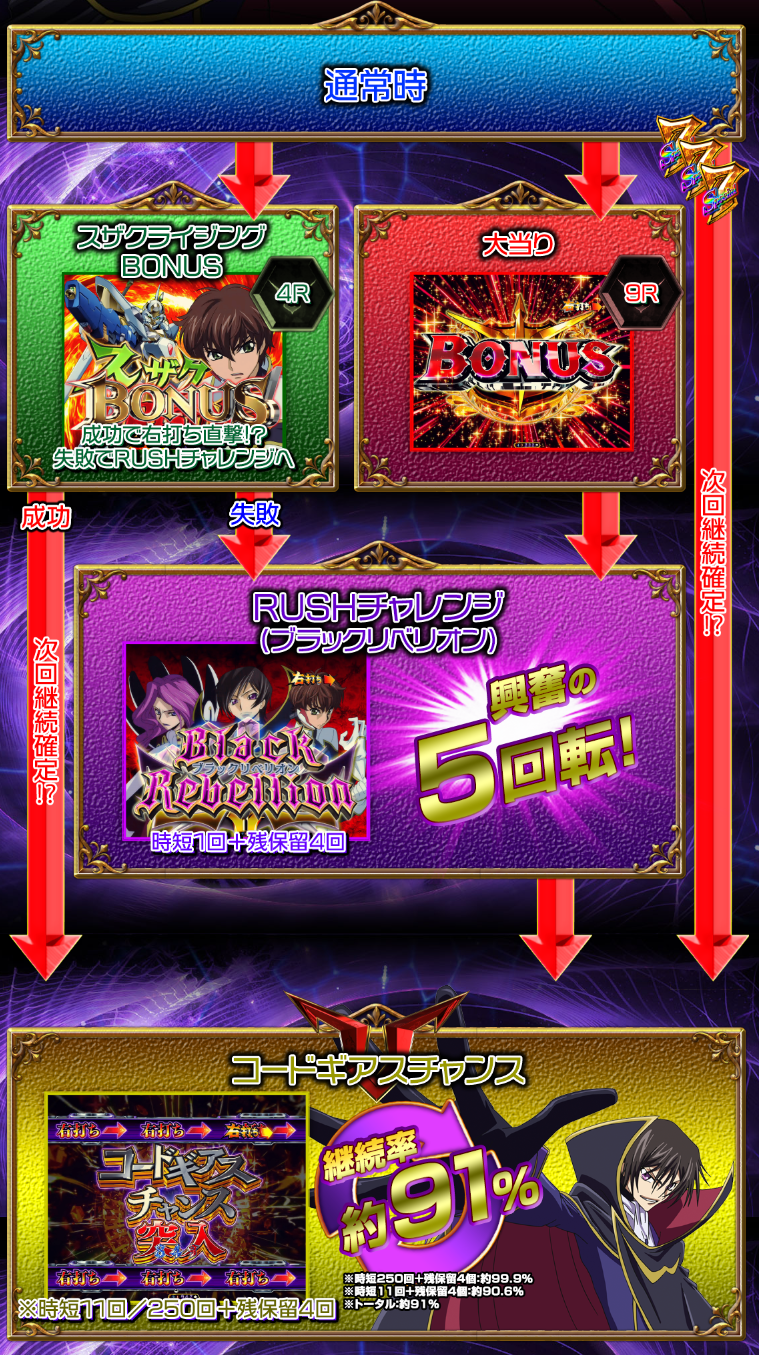 通常時
Special
Special
Special
スザクライジング
BONUS
4R
スザク
BONUS
成功で右打ち直撃!?
失敗でRUSHチャレンジへ
大当り
9R
BONUS
成功
失敗
次回継続確定!?
次回継続確定!?
RUSHチャレンジ
(ブラックリベリオン)
右打ち
Black
ブラックリベリオン
Rebellion
時短1回+残保留4回
興奮の
5回転!
コードギアスチャンス
右打ち 右打ち 右打ち
コードギアス
チャンス
突入
右打ち 右打ち 右打ち
※時短11回/250回+残保留4回
継続率
約91%
※時短250回+残保留4個:約99.9%
※時短11回+残保留4個:約90.6%
※トータル:約91%